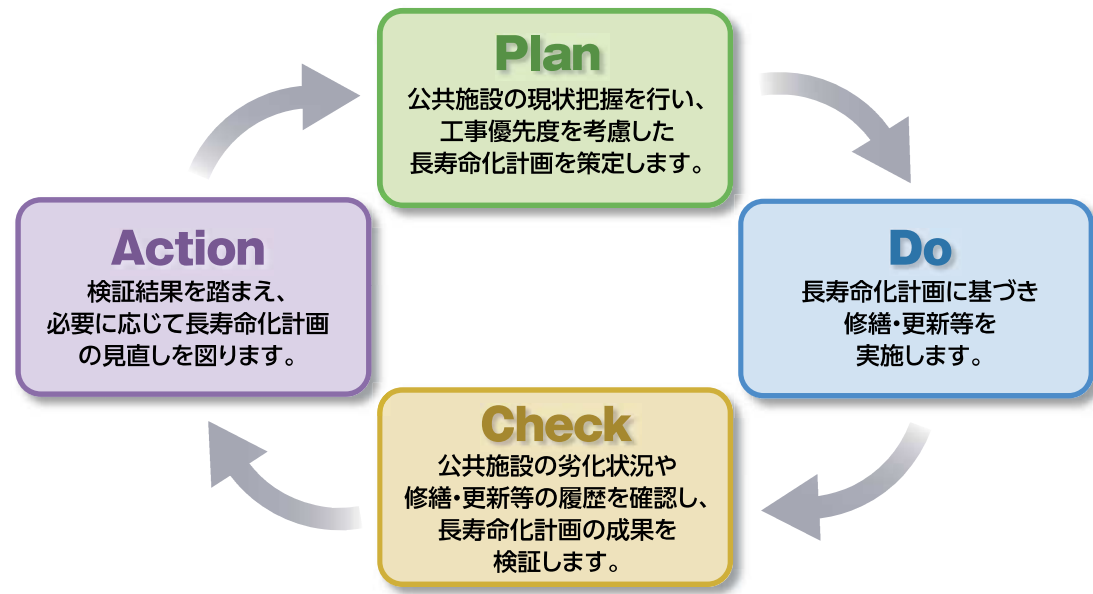 Plan
公共施設の現状把握を行い、
工事優先度を考慮した
長寿命化計画を策定します。
Do
長寿命化計画に基づき
修繕・更新等を
実施します。
Check
公共施設の劣化状況や
修繕・更新等の履歴を確認し、
長寿命化計画の成果を
検証します。
Action
検証結果を踏まえ、
必要に応じて長寿命化計画
の見直しを図ります。